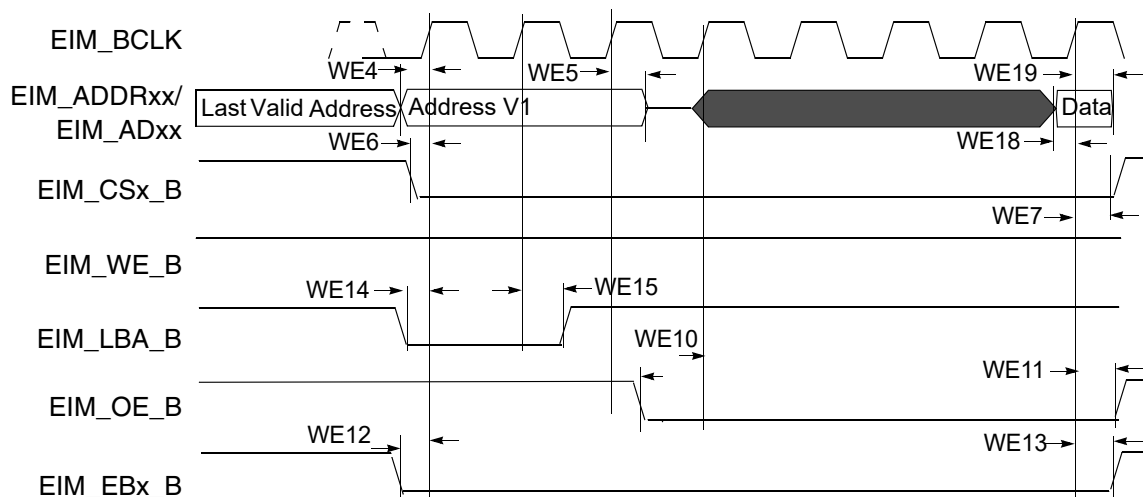 EIM_BCLK
WE4
WE5
WE19
EIM_ADDRxx/
EIM_ADxx
Last Valid Address
Address V1
Data
WE6
WE18
EIM_CSx_B
WE7
EIM_WE_B
WE14
WE15
EIM_LBA_B
WE10
WE11
EIM_OE_B
WE12
WE13
EIM_EBx_B